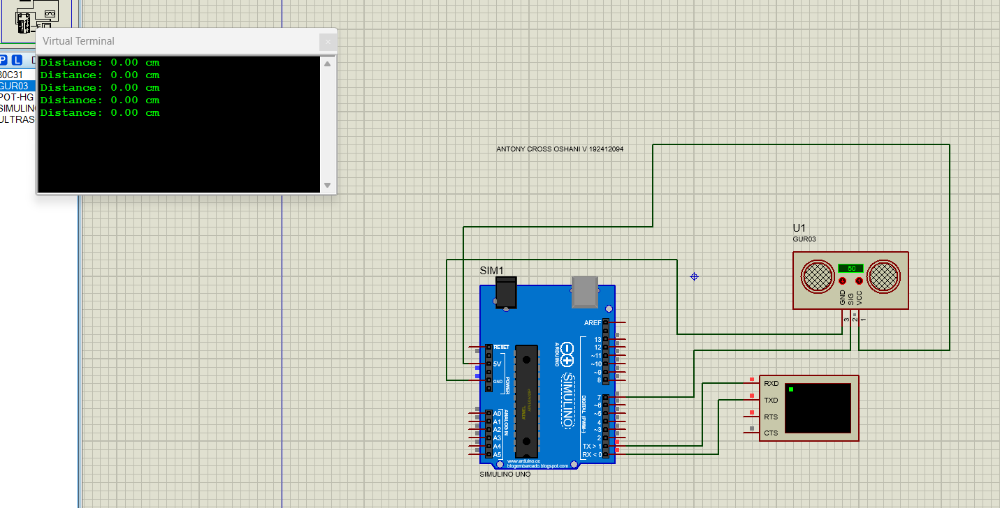 Virtual Terminal
Distance: 0.00 cm
Distance: 0.00 cm
Distance: 0.00 cm
Distance: 0.00 cm
Distance: 0.00 cm
P L
80C31
GUR03
POT-HG
SIMULIN
ULTRAS
ANTONY CROSS OSHANI V 192412094
U1
GUR03
50
GND
SIG
VCC
3
2
1
SIM1
AREF
13
12
~11
~10
~9
8
7
~6
~5
4
~3
2
TX > 1
RX < 0
RESET
5V
GND
POWER
A0
A1
A2
A3
A4
A5
ANALOG IN
ATMEL
ARDUINO
SIMULINO
DIGITAL (PWM~)
www.arduino.cc
blogembarcado.blogspot.com
SIMULINO UNO
RXD
TXD
RTS
CTS